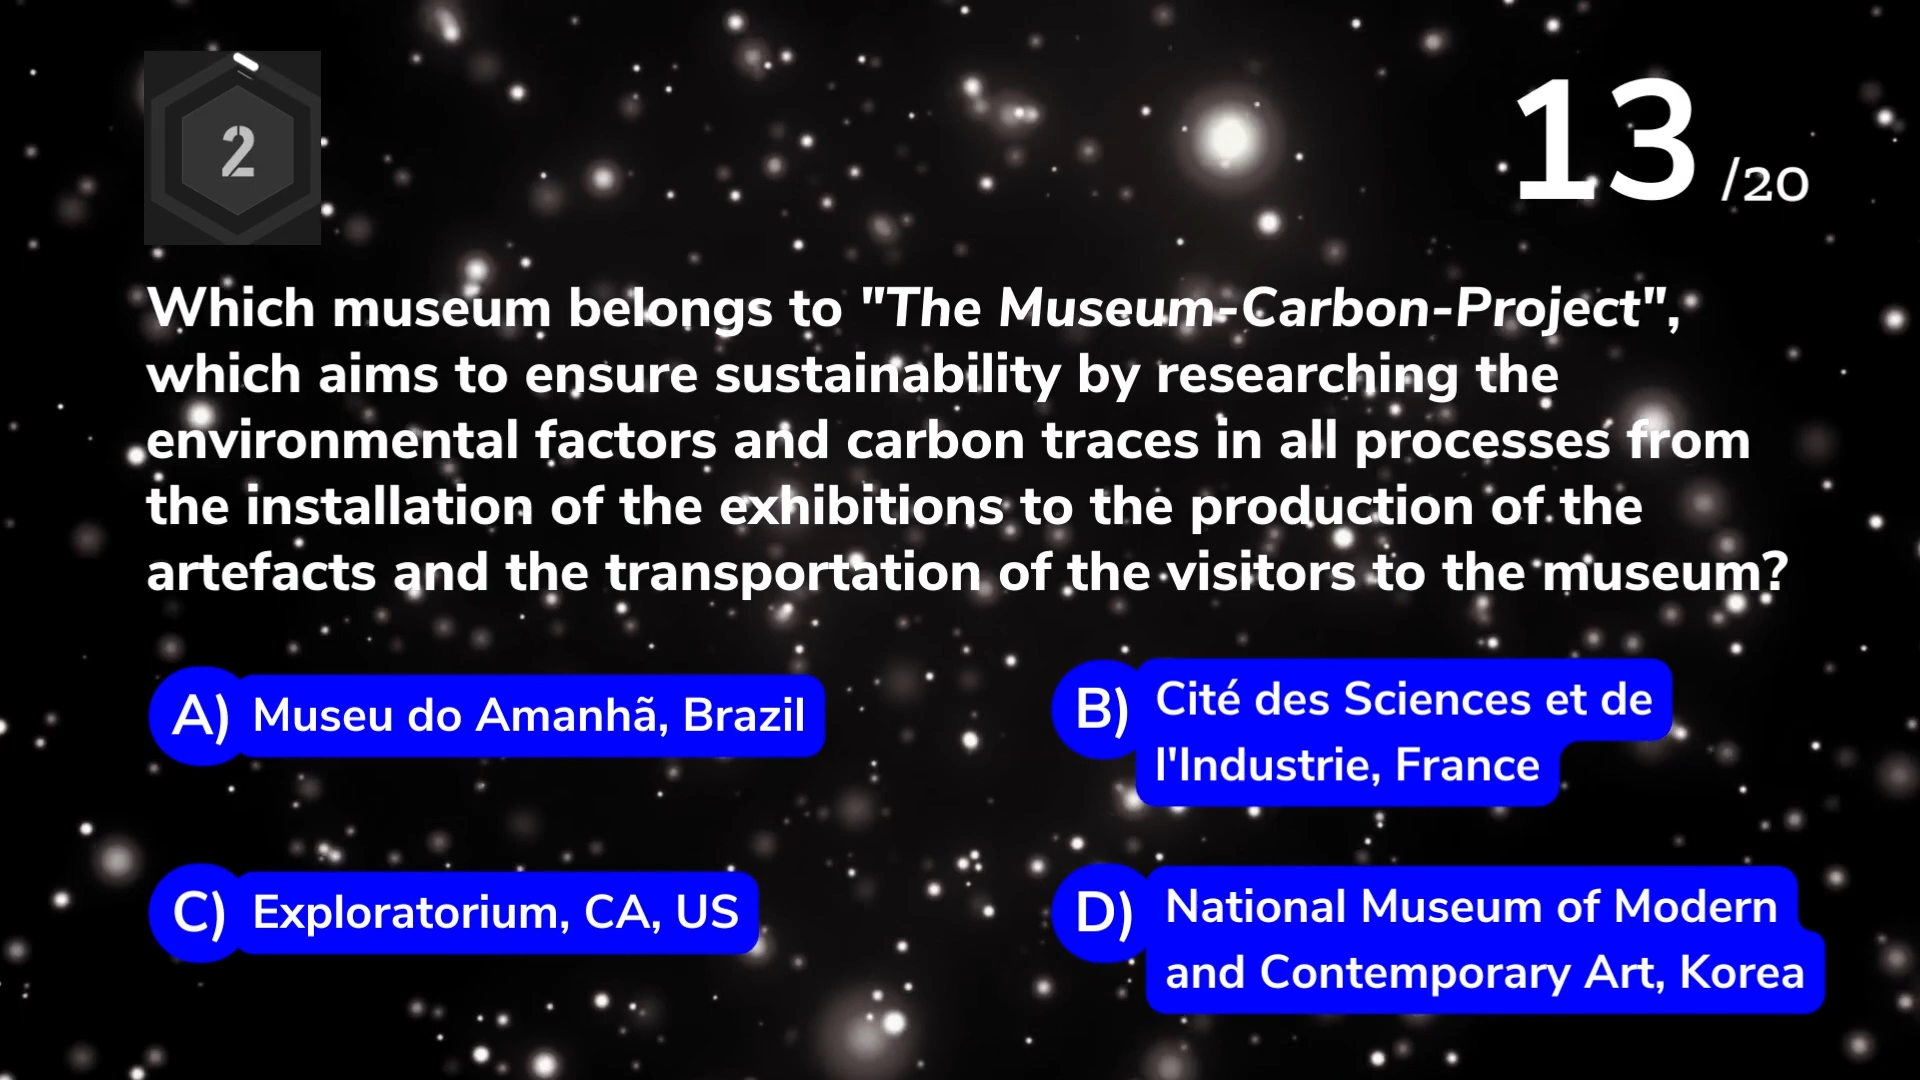 2
13 /20
Which museum belongs to "The Museum-Carbon-Project",
which aims to ensure sustainability by researching the
environmental factors and carbon traces in all processes from
the installation of the exhibitions to the production of the
artefacts and the transportation of the visitors to the museum?
A) Museu do Amanhã, Brazil
B) Cité des Sciences et de
l'Industrie, France
C) Exploratorium, CA, US
D) National Museum of Modern
and Contemporary Art, Korea